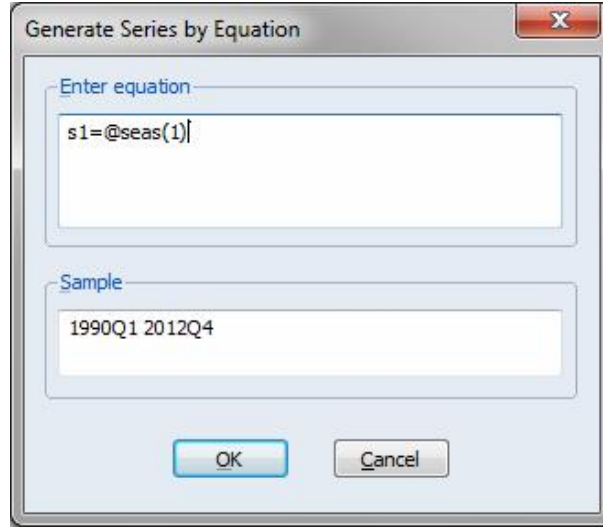 Generate Series by Equation
Enter equation
s1=@seas(1)
Sample
1990Q1 2012Q4
OK
Cancel